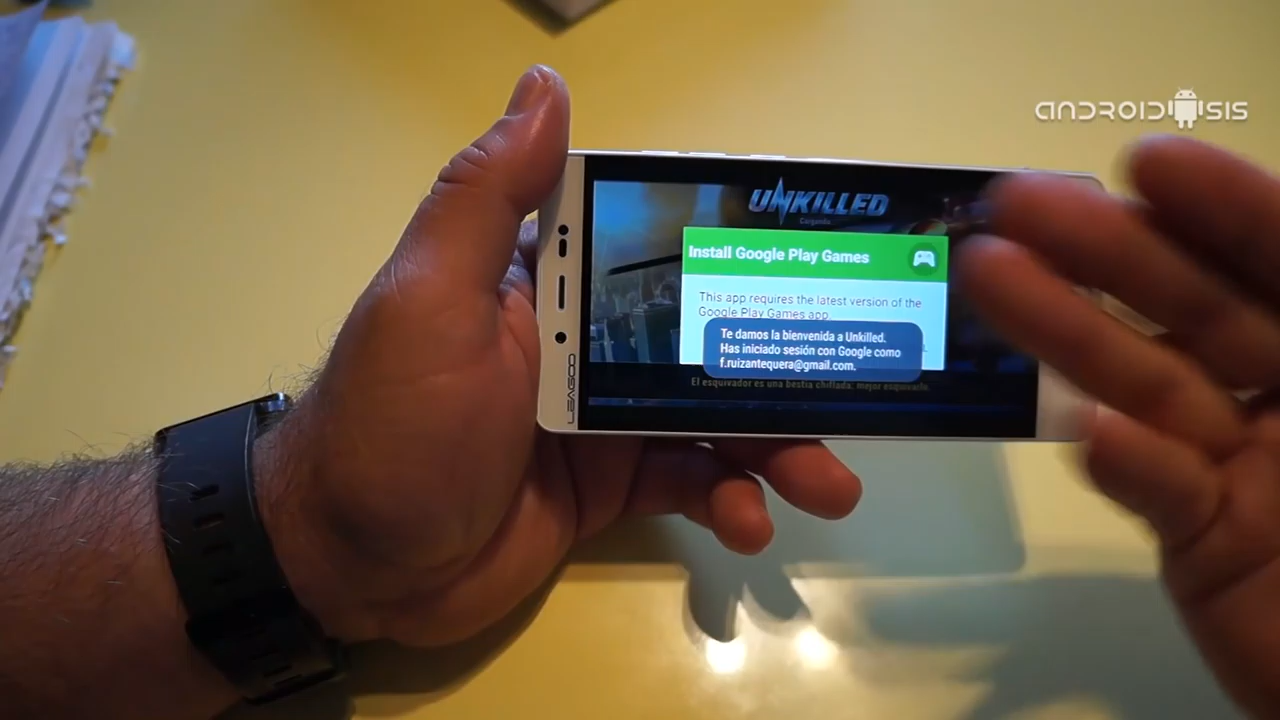 ANDROIDSIS
UNKILLED
Cargando
Install Google Play Games
This app requires the latest version of the
Google Play Games app.
Te damos la bienvenida a Unkilled.
Has iniciado sesión con Google como
f.ruizantequera@gmail.com.
El esquivador es una bestia chiflada: mejor esquivarle.
LEAGOO